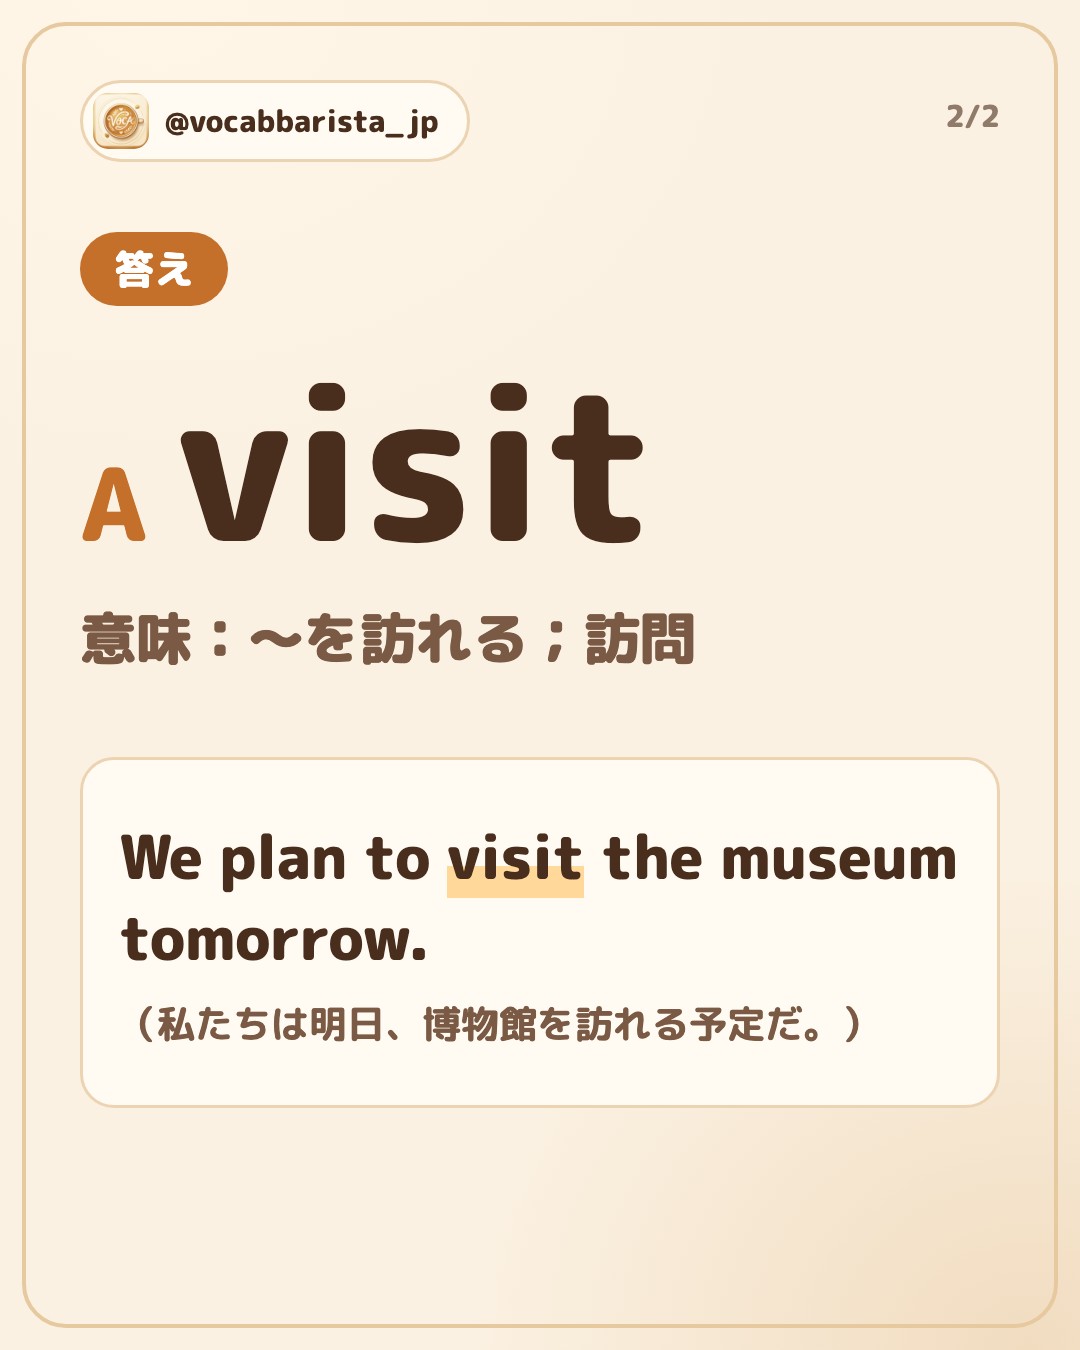 @vocabbarista_jp
2/2
答え
A visit
意味：〜を訪れる；訪問
We plan to visit the museum
tomorrow.
（私たちは明日、博物館を訪れる予定だ。）